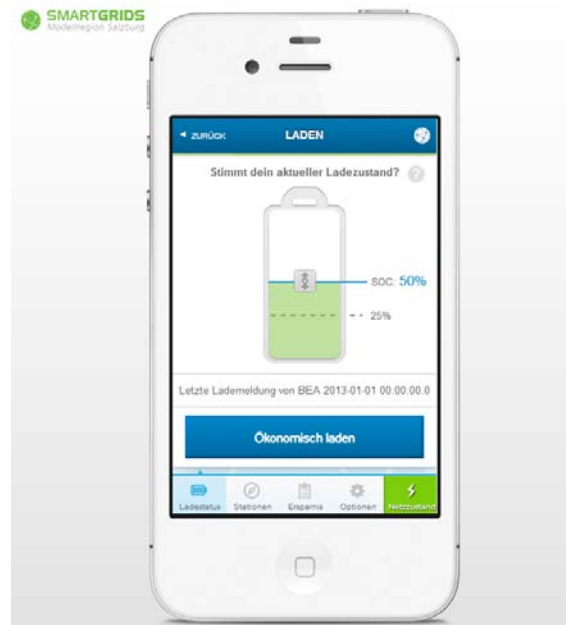 SMARTGRIDS
Modellregion Salzburg
◄ ZURÜCK LADEN
Stimmt dein aktueller Ladezustand? ?
SOC: 50%
25%
Letzte Lademeldung von BEA 2013-01-01 00:00:00.0
Ökonomisch laden
Ladestatus Stationen Ersparnis Optionen Netzzustand